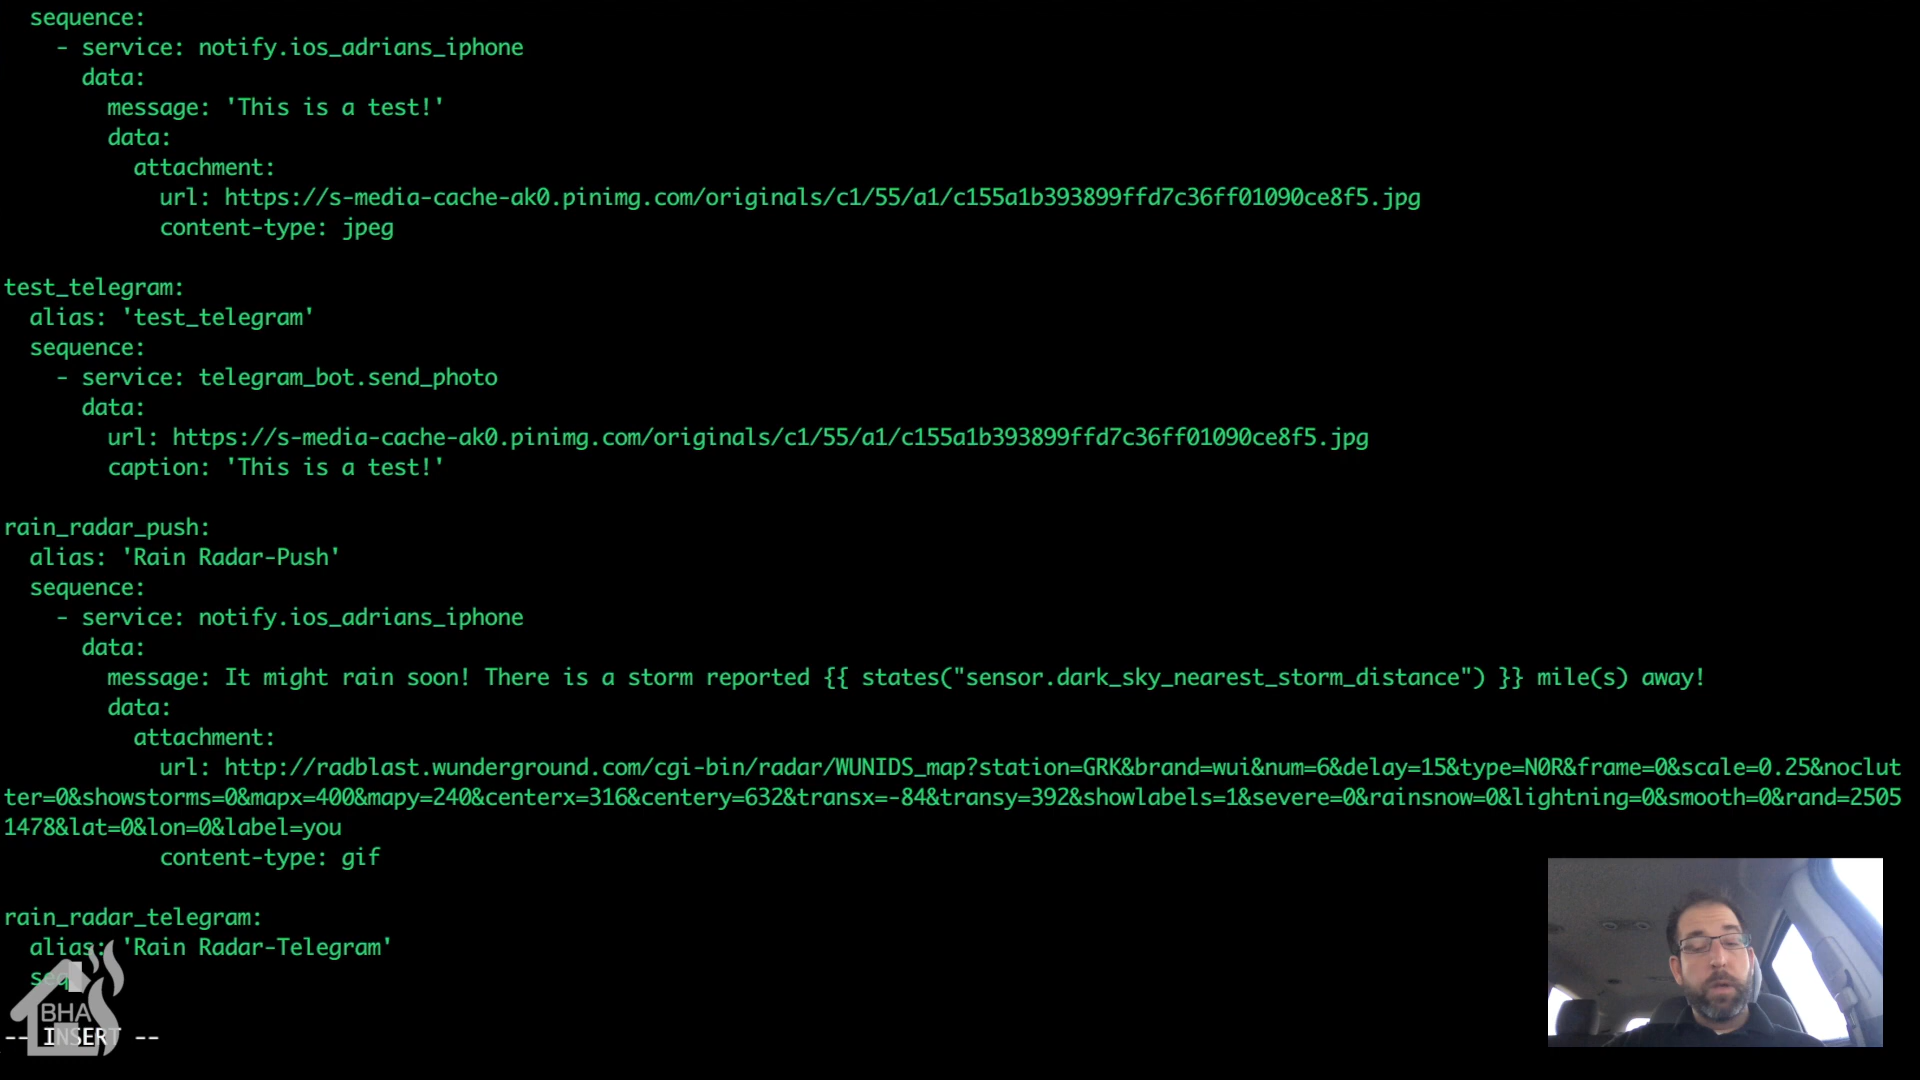 sequence:
- service: notify.ios_adrians_iphone
data:
message: 'This is a test!'
data:
attachment:
url: https://s-media-cache-ak0.pinimg.com/originals/c1/55/a1/c155a1b393899ffd7c36ff01090ce8f5.jpg
content-type: jpeg
test_telegram:
alias: 'test_telegram'
sequence:
- service: telegram_bot.send_photo
data:
url: https://s-media-cache-ak0.pinimg.com/originals/c1/55/a1/c155a1b393899ffd7c36ff01090ce8f5.jpg
caption: 'This is a test!'
rain_radar_push:
alias: 'Rain Radar-Push'
sequence:
- service: notify.ios_adrians_iphone
data:
message: It might rain soon! There is a storm reported {{ states("sensor.dark_sky_nearest_storm_distance") }} mile(s) away!
data:
attachment:
url: http://radblast.wunderground.com/cgi-bin/radar/WUNIDS_map?station=GRK&brand=wui&num=6&delay=15&type=N0R&frame=0&scale=0.25&noclut
ter=0&showstorms=0&mapx=400&mapy=240&centerx=316&centery=632&transx=-84&transy=392&showlabels=1&severe=0&rainsnow=0&lightning=0&smooth=0&rand=2505
1478&lat=0&lon=0&label=you
content-type: gif
rain_radar_telegram:
alias: 'Rain Radar-Telegram'
seq
BHA
-- INSERT --